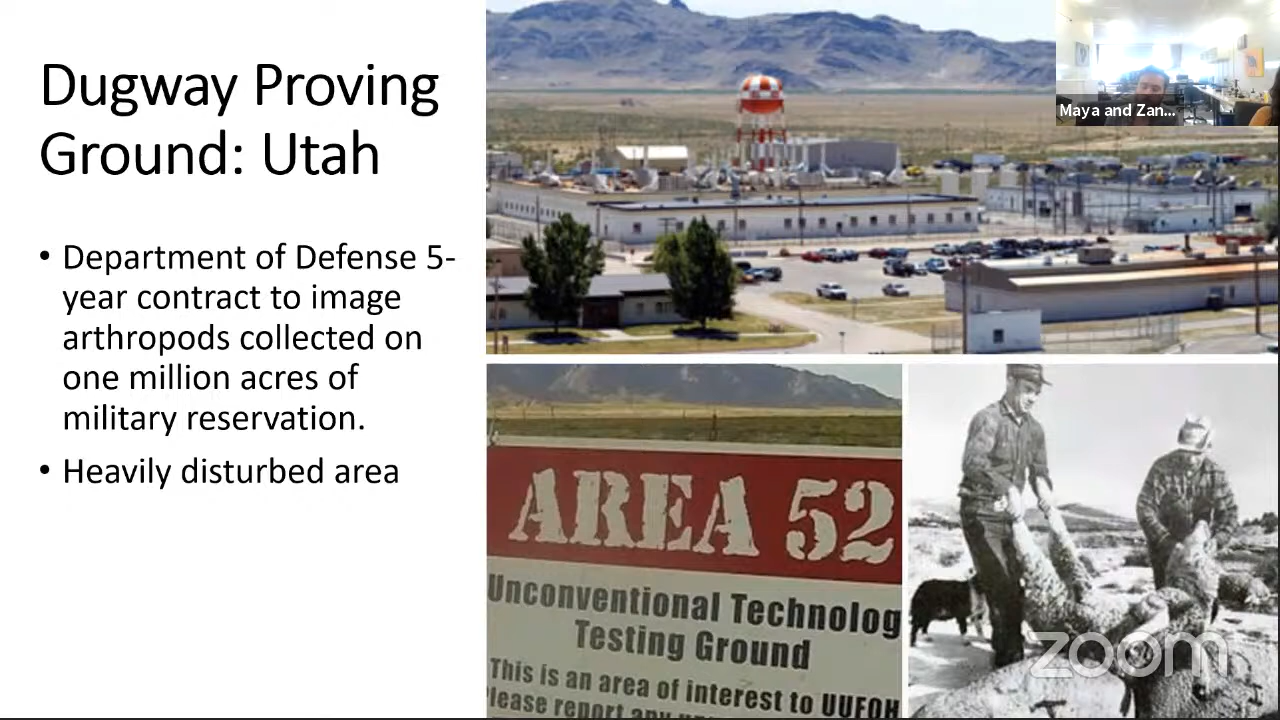 Dugway Proving
Ground: Utah
• Department of Defense 5-
year contract to image
arthropods collected on
one million acres of
military reservation.
• Heavily disturbed area
Maya and Zan...
AREA 52
Unconventional Technolog
Testing Ground
This is an area of interest to UUFOH
Please report any
zoom